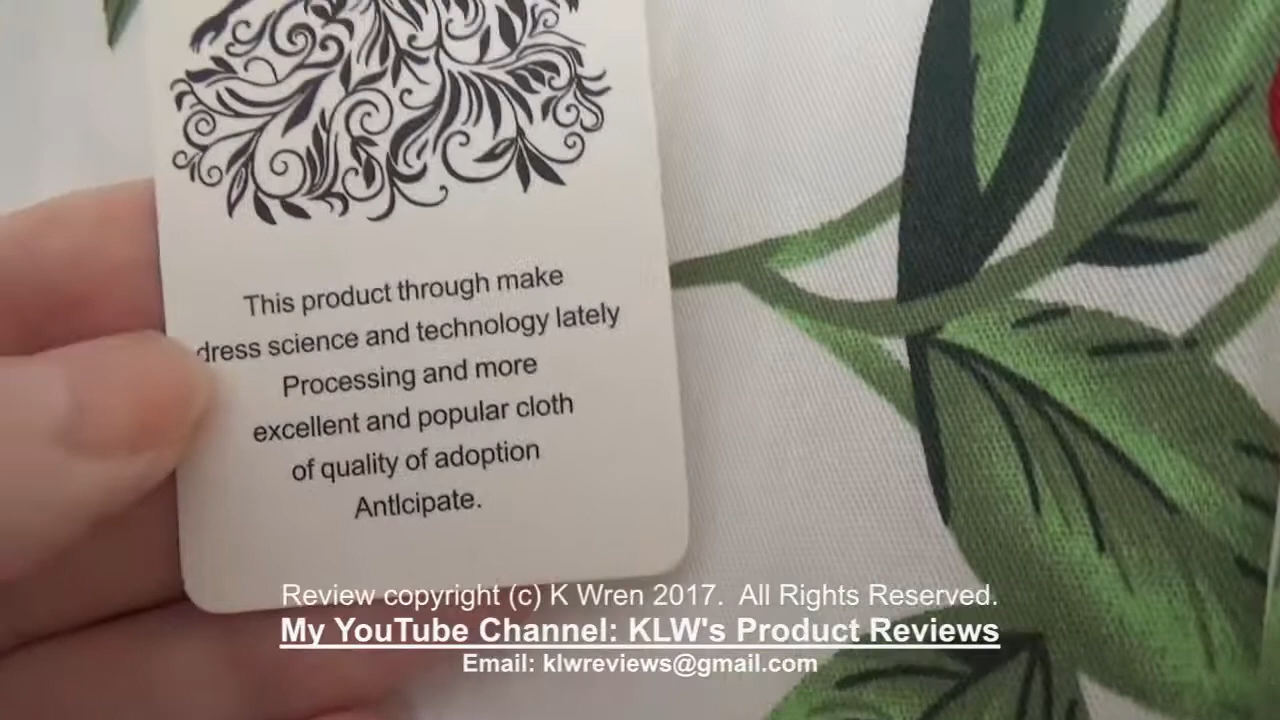 This product through make
dress science and technology lately
Processing and more
excellent and popular cloth
of quality of adoption
AntIcipate.
Review copyright (c) K Wren 2017.  All Rights Reserved.
My YouTube Channel: KLW's Product Reviews
Email: klwreviews@gmail.com